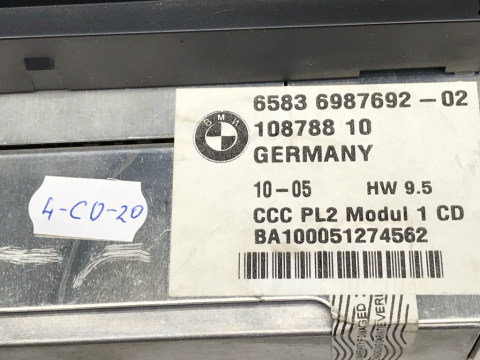 BMW
6583 6987692-02
108788 10
GERMANY
10-05 HW 9.5
CCC PL2 Modul 1 CD
BA100051274562
4-CD-20